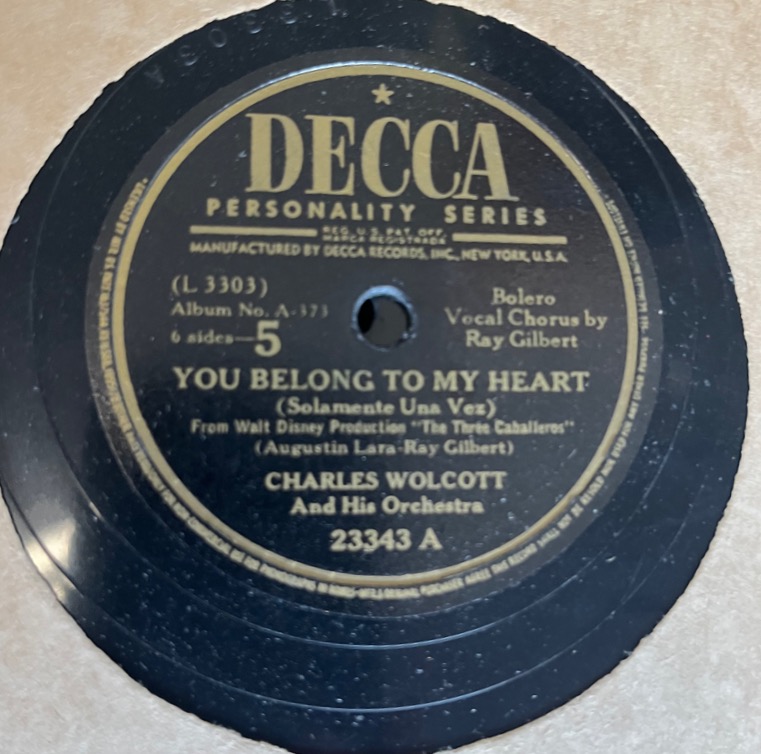 DECCA
PERSONALITY SERIES
REG. U.S. PAT. OFF.
MARCA REGISTRADA
MANUFACTURED BY DECCA RECORDS, INC., NEW YORK, U.S.A.
(L 3303)
Album No. A-373
6 sides—5
Bolero
Vocal Chorus by
Ray Gilbert
YOU BELONG TO MY HEART
(Solamente Una Vez)
From Walt Disney Production "The Three Caballeros"
(Augustin Lara-Ray Gilbert)
CHARLES WOLCOTT
And His Orchestra
23343 A